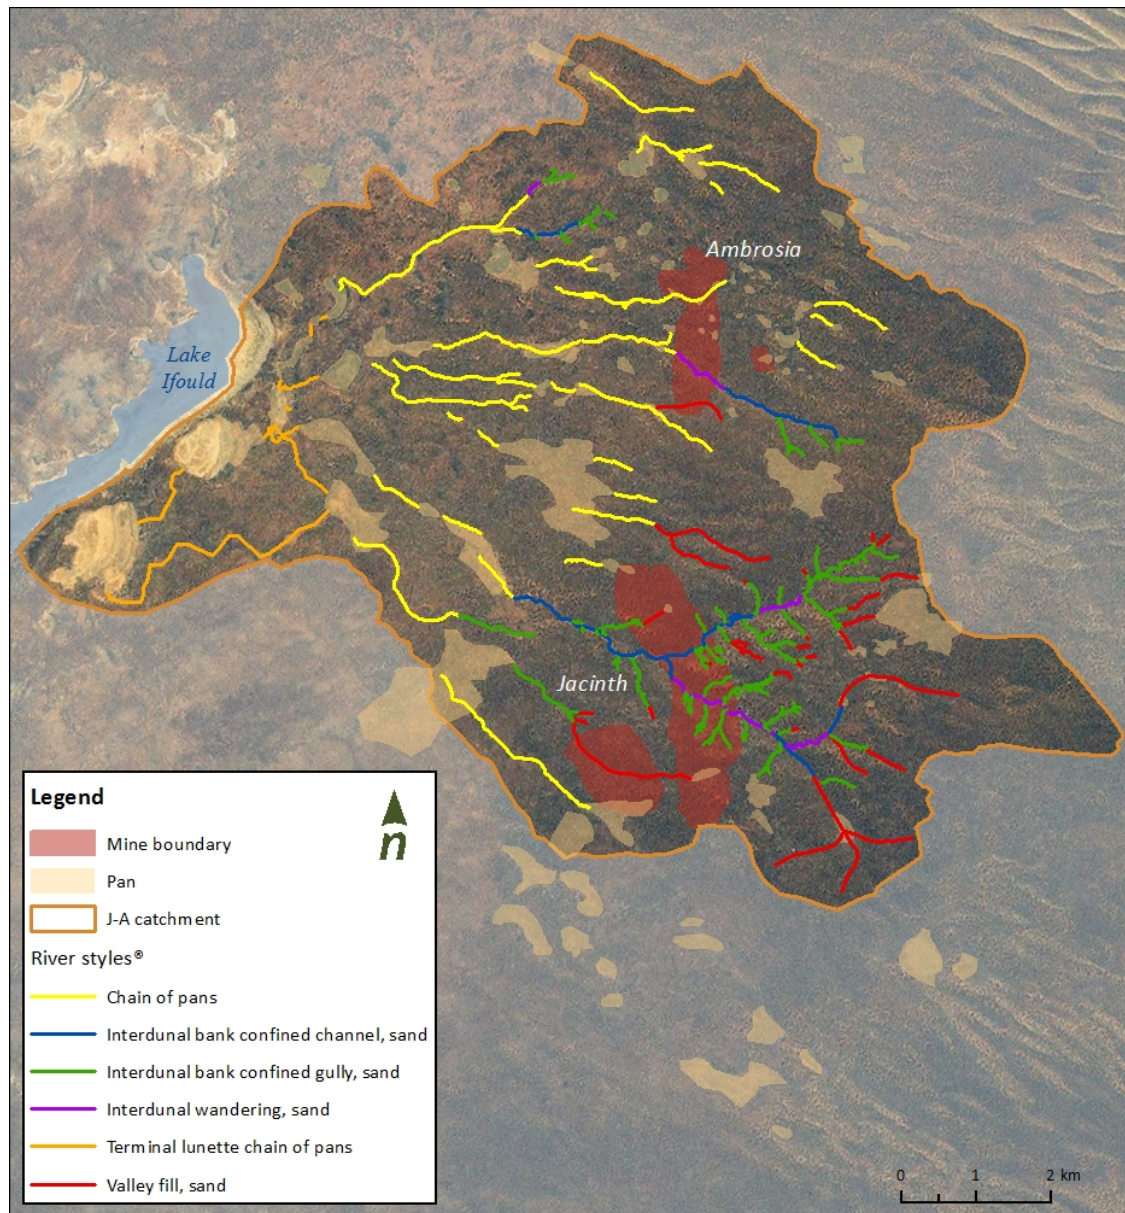 Ambrosia
Lake
Ifould
Jacinth
Legend
Mine boundary
Pan
J-A catchment
River styles®
Chain of pans
Interdunal bank confined channel, sand
Interdunal bank confined gully, sand
Interdunal wandering, sand
Terminal lunette chain of pans
Valley fill, sand
n
0 1 2 km